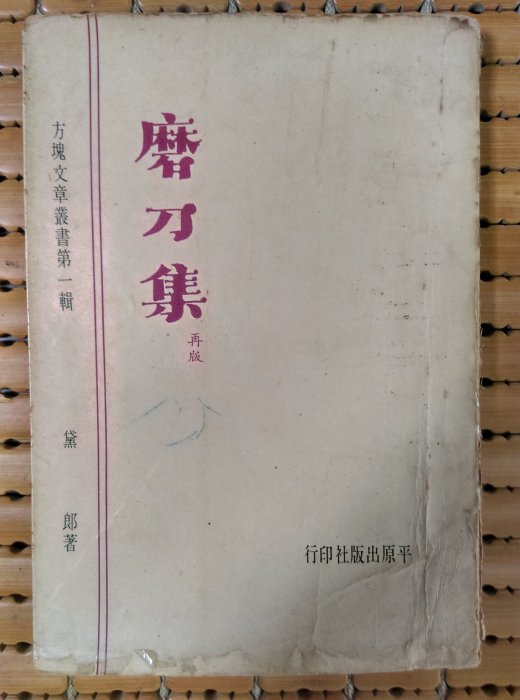 磨刀集
再版
方塊文章叢書第一輯
黛郎著
行印社版出原平